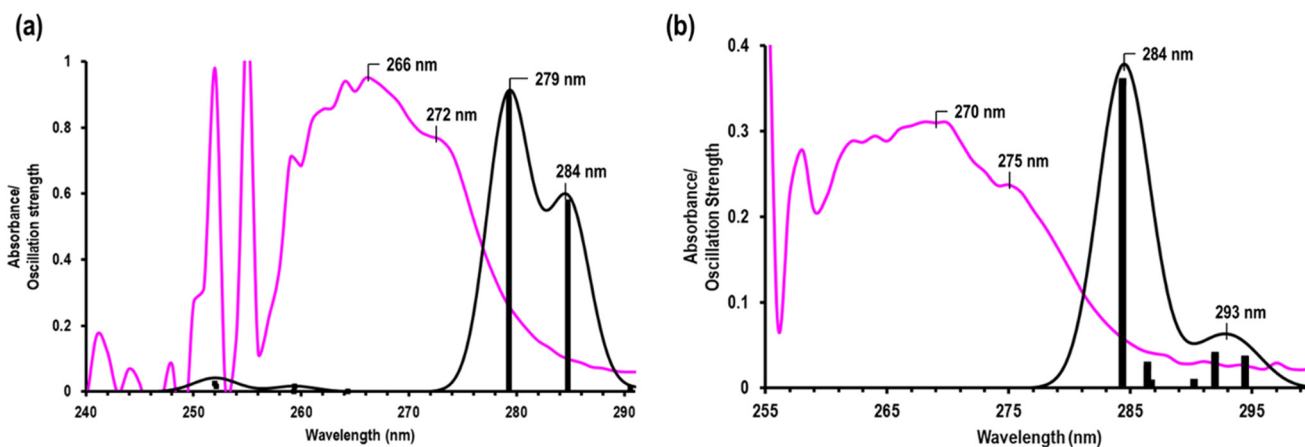 (a)
1
0.8
0.6
0.4
0.2
0
Absorbance/
Oscillation strength
266 nm
272 nm
279 nm
284 nm
240
250
260
270
280
290
Wavelength (nm)
(b)
0.4
0.3
0.2
0.1
0
Absorbance/
Oscillation Strength
270 nm
275 nm
284 nm
293 nm
255
265
275
285
295
Wavelength (nm)